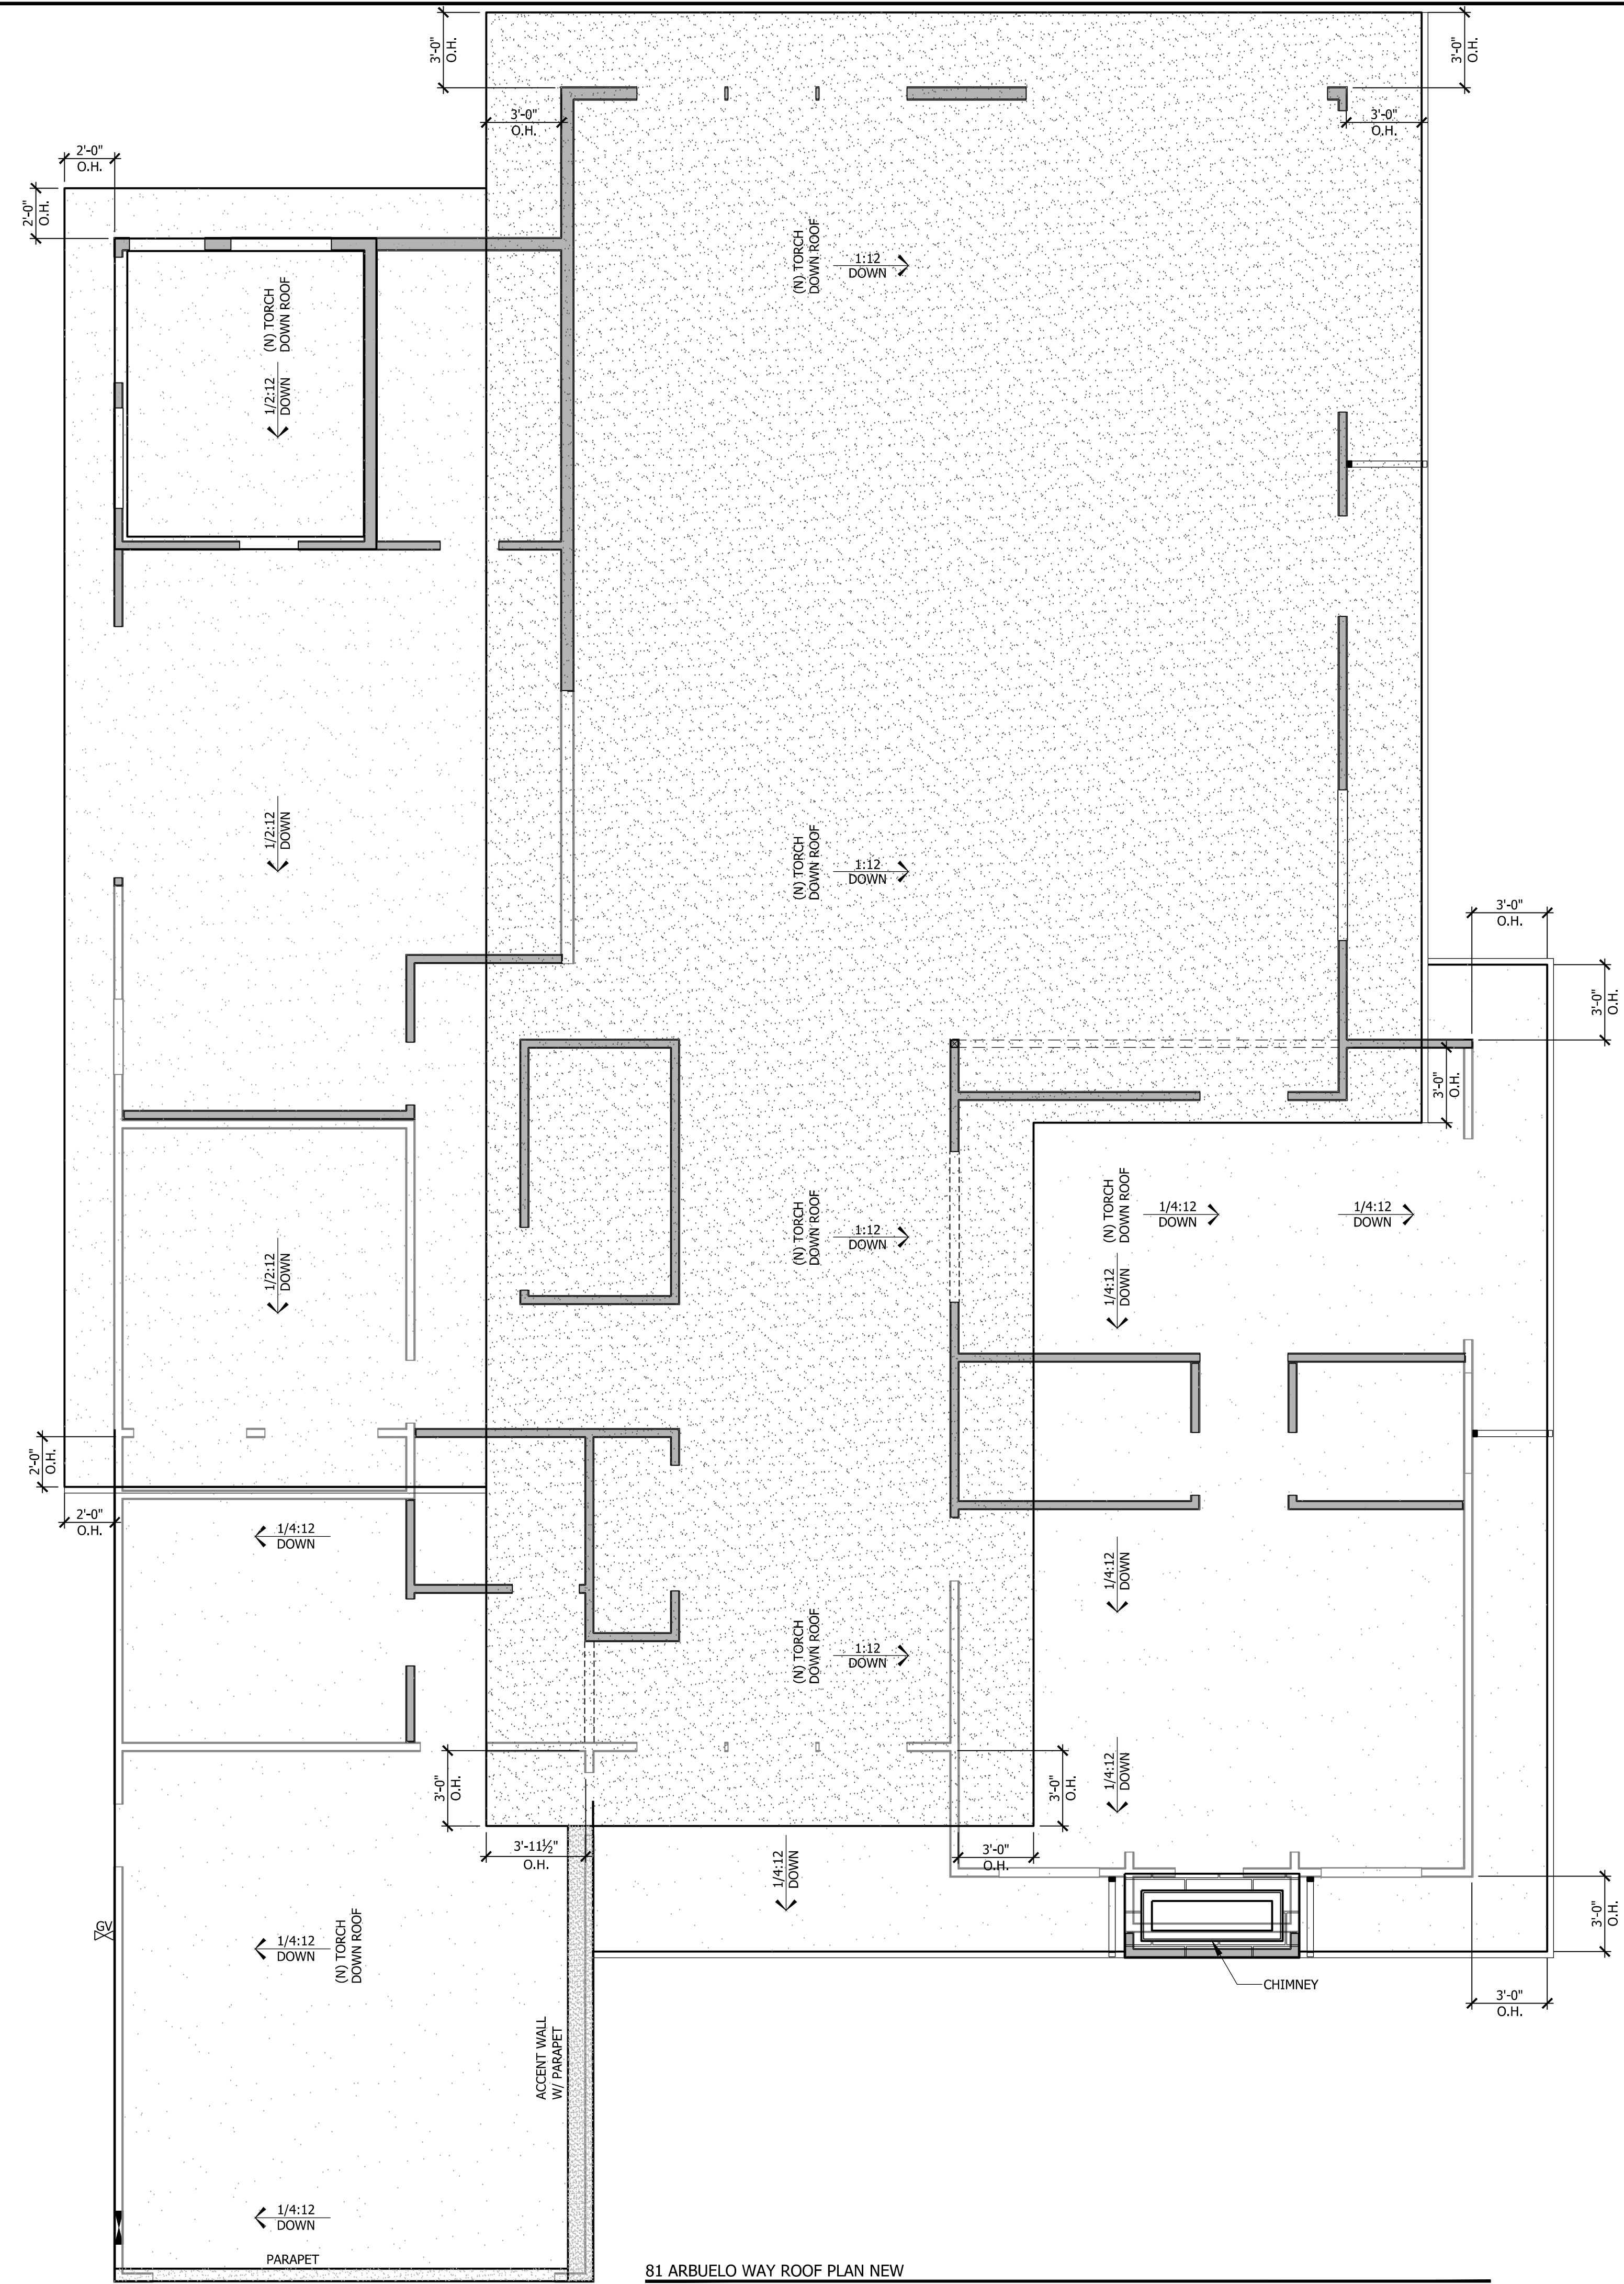 3'-0"
O.H.
3'-0"
O.H.
3'-0"
O.H.
3'-0"
O.H.
2'-0"
O.H.
2'-0"
O.H.
(N) TORCH
DOWN ROOF
1:12
DOWN
(N) TORCH
DOWN ROOF
1/2:12
DOWN
1/2:12
DOWN
(N) TORCH
DOWN ROOF
1:12
DOWN
3'-0"
O.H.
3'-0"
O.H.
3'-0"
O.H.
(N) TORCH
DOWN ROOF
1:12
DOWN
(N) TORCH
DOWN ROOF
1/4:12
DOWN
1/4:12
DOWN
1/4:12
DOWN
1/2:12
DOWN
2'-0"
O.H.
2'-0"
O.H.
1/4:12
DOWN
1/4:12
DOWN
(N) TORCH
DOWN ROOF
1:12
DOWN
3'-0"
O.H.
3'-0"
O.H.
1/4:12
DOWN
3'-11½"
O.H.
1/4:12
DOWN
3'-0"
O.H.
3'-0"
O.H.
GV
1/4:12
DOWN
(N) TORCH
DOWN ROOF
CHIMNEY
3'-0"
O.H.
ACCENT WALL
W/ PARAPET
1/4:12
DOWN
PARAPET
81 ARBUELO WAY ROOF PLAN NEW